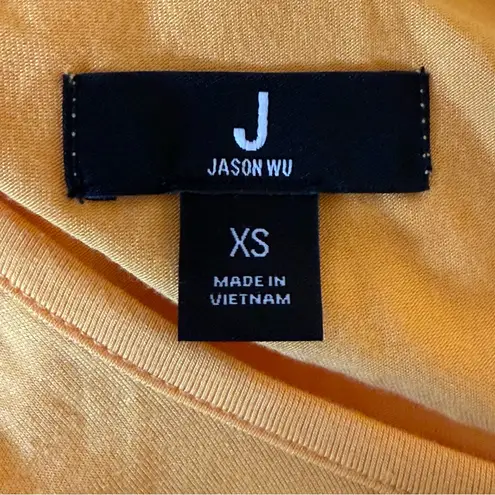 J
JASON WU
XS
MADE IN
VIETNAM